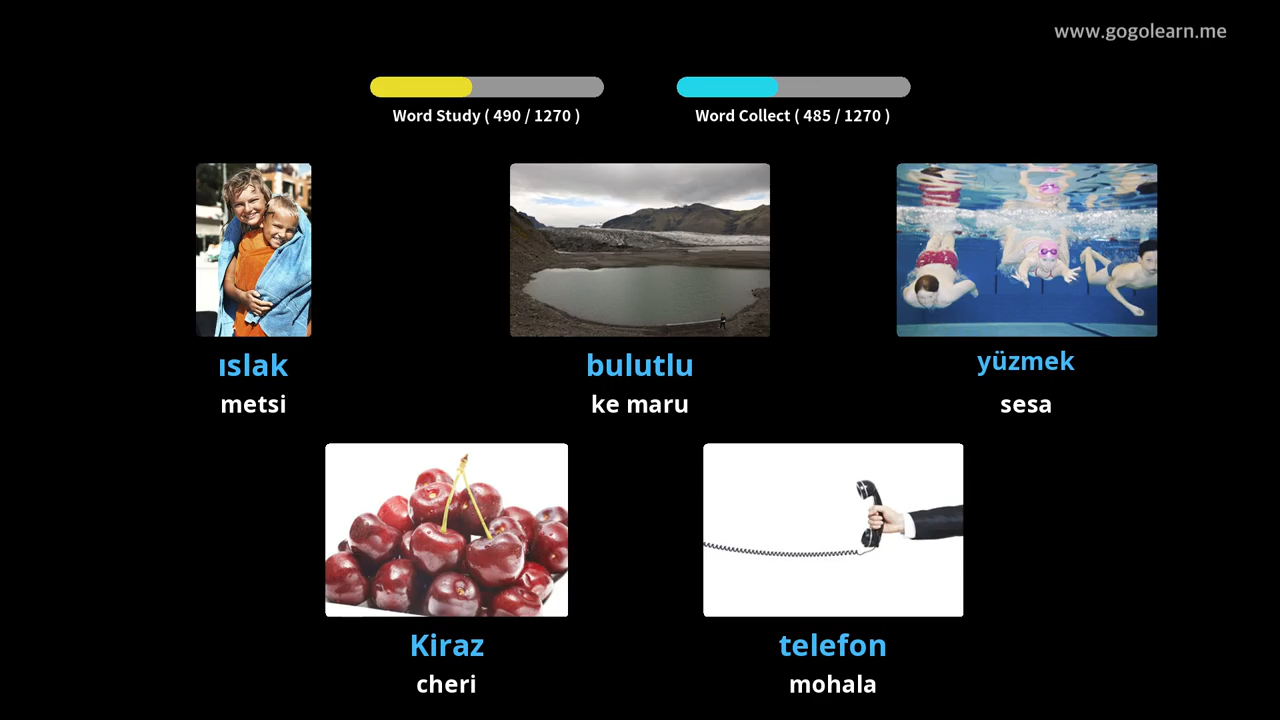 www.gogolearn.me
Word Study ( 490 / 1270 )
Word Collect ( 485 / 1270 )
ıslak
metsi
bulutlu
ke maru
yüzmek
sesa
Kiraz
cheri
telefon
mohala